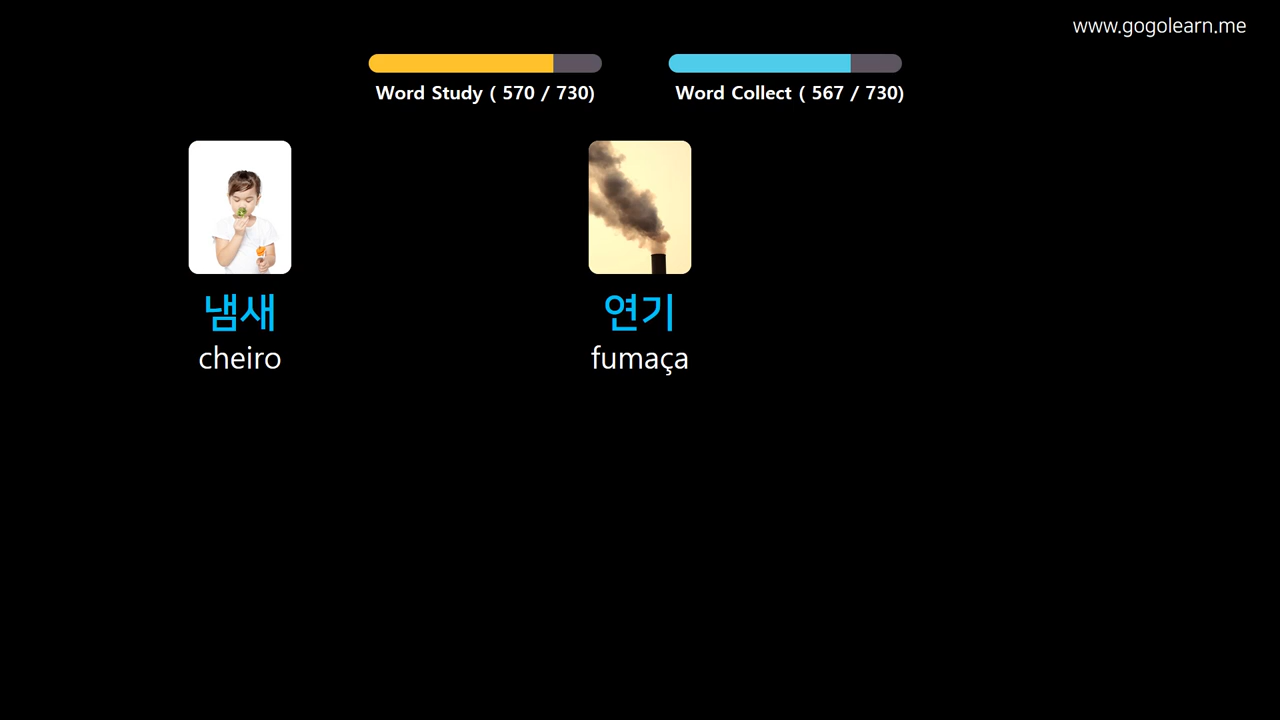 www.gogolearn.me
Word Study ( 570 / 730)
Word Collect ( 567 / 730)
냄새
cheiro
연기
fumaça